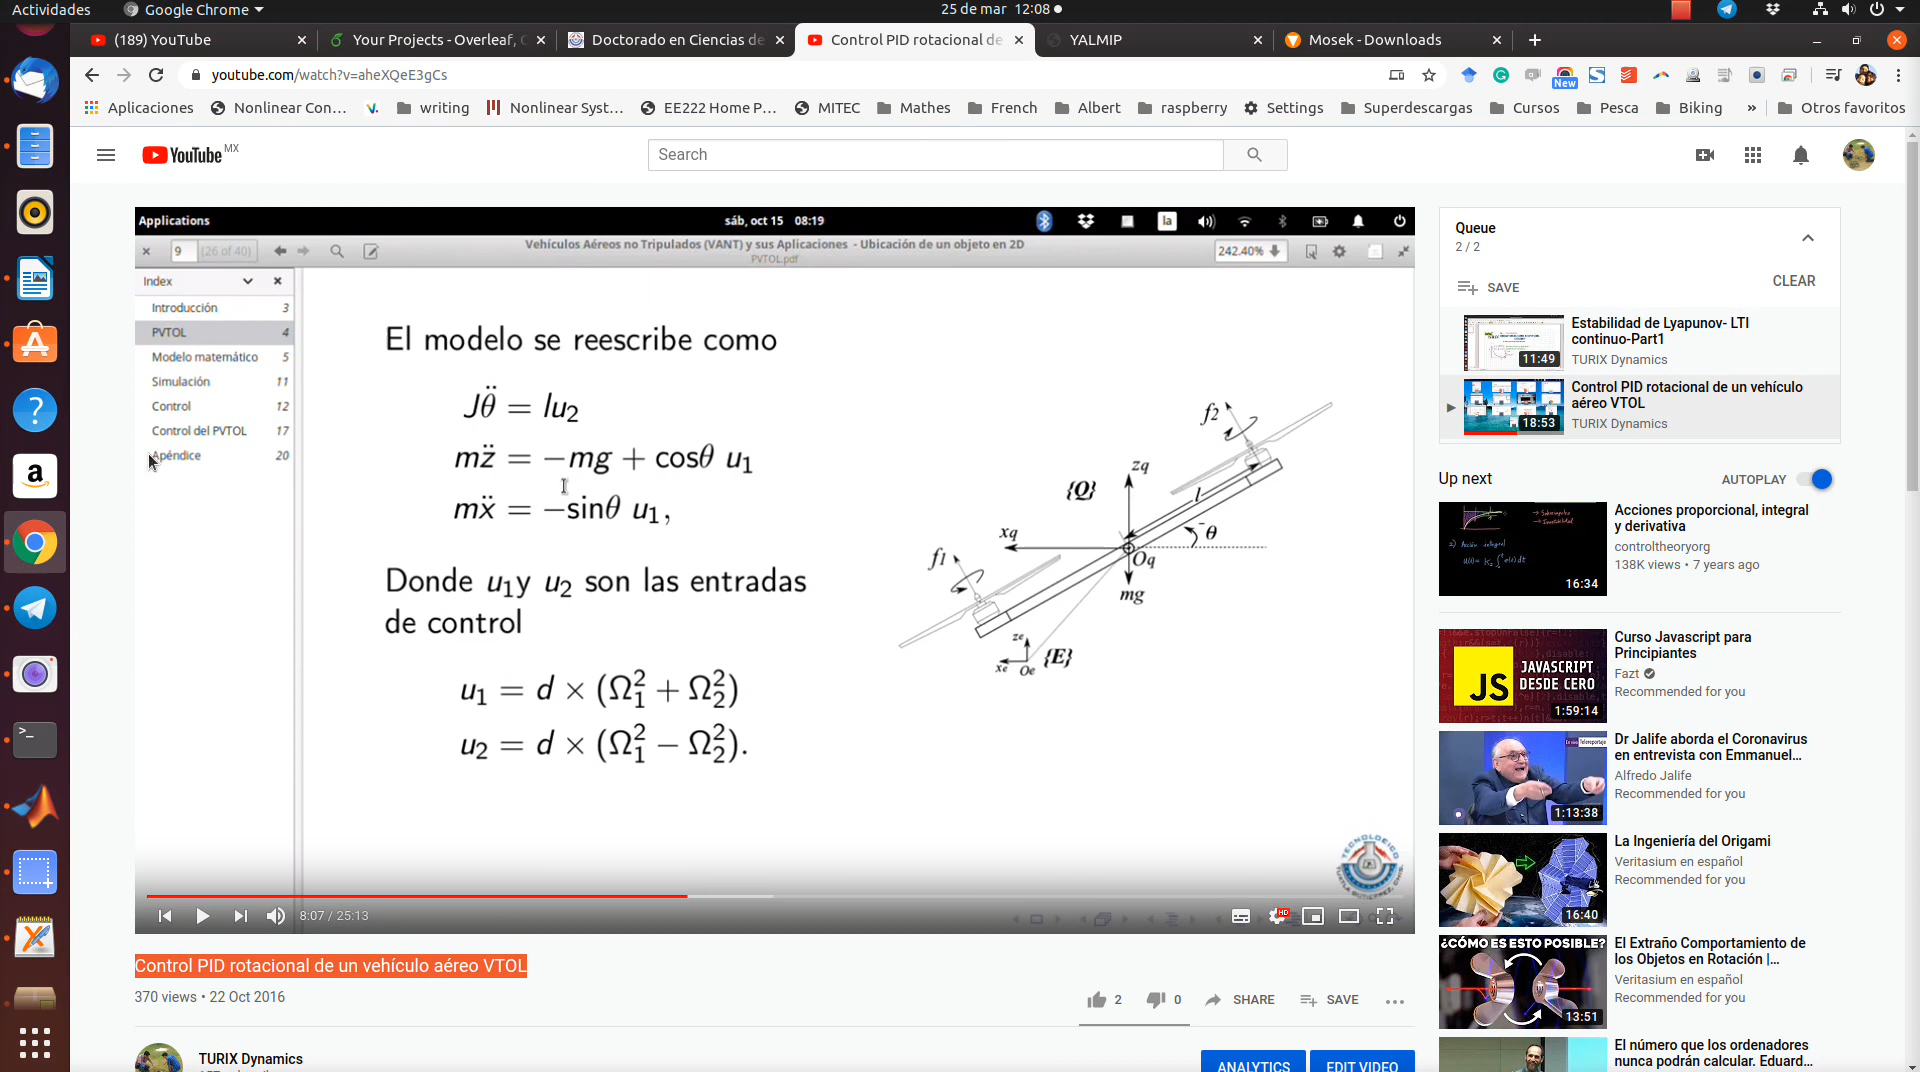 Actividades
Google Chrome
25 de mar 12:08
(189) YouTube
Your Projects - Overleaf, C
Doctorado en Ciencias de
Control PID rotacional de
YALMIP
Mosek - Downloads
youtube.com/watch?v=aheXQeE3gCs
New
Aplicaciones
Nonlinear Con...
writing
Nonlinear Syst...
EE222 Home P...
MITEC
Mathes
French
Albert
raspberry
Settings
Superdescargas
Cursos
Pesca
Biking
»
Otros favoritos
YouTube MX
Search
Applications
sáb, oct 15 08:19
la
9 (26 of 40)
Vehículos Aéreos no Tripulados (VANT) y sus Aplicaciones - Ubicación de un objeto en 2D
PVTOL.pdf
242.40%
Index
Introducción 3
PVTOL 4
Modelo matemático 5
Simulación 11
Control 12
Control del PVTOL 17
Apéndice 20
El modelo se reescribe como
Jθ̈ = lu₂
mz̈ = −mg + cosθ u₁
mẍ = −sinθ u₁,
Donde u₁y u₂ son las entradas
de control
u₁ = d × (Ω₁² + Ω₂²)
u₂ = d × (Ω₁² − Ω₂²).
f2
zq
{Q}
l
xq
θ
f1
Oq
mg
ze
xe
Oe
{E}
TECNOLÓGICO
TUXTLA GUTIÉRREZ, CHIS.
8:07 / 25:13
HD
Control PID rotacional de un vehículo aéreo VTOL
370 views • 22 Oct 2016
2
0
SHARE
SAVE
TURIX Dynamics
ANALYTICS
EDIT VIDEO
Queue
2 / 2
SAVE
CLEAR
Estabilidad de Lyapunov- LTI
continuo-Part1
TURIX Dynamics
11:49
Control PID rotacional de un vehículo
aéreo VTOL
TURIX Dynamics
18:53
Up next
AUTOPLAY
Acciones proporcional, integral
y derivativa
controltheoryorg
138K views • 7 years ago
16:34
Curso Javascript para
Principiantes
Fazt
Recommended for you
JS
JAVASCRIPT
DESDE CERO
1:59:14
Dr Jalife aborda el Coronavirus
en entrevista con Emmanuel...
Alfredo Jalife
Recommended for you
1:13:38
La Ingeniería del Origami
Veritasium en español
Recommended for you
16:40
¿CÓMO ES ESTO POSIBLE?
El Extraño Comportamiento de
los Objetos en Rotación |...
Veritasium en español
Recommended for you
13:51
El número que los ordenadores
nunca podrán calcular. Eduard...